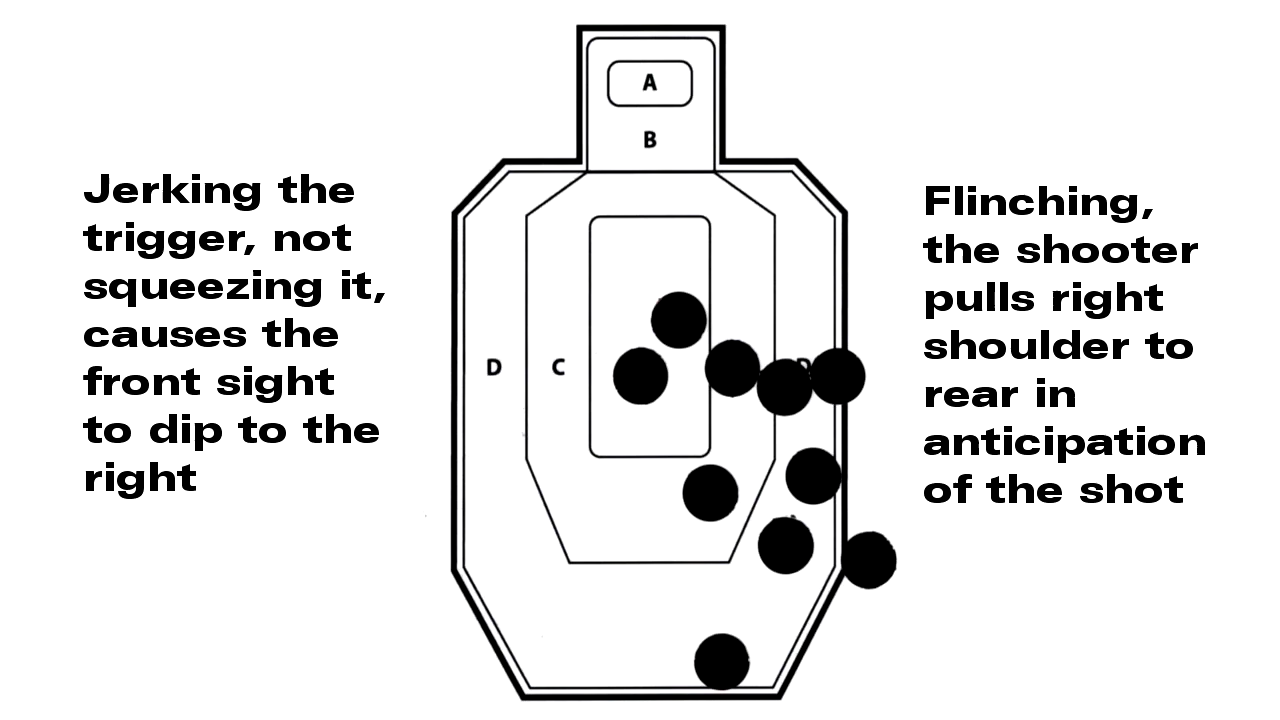 Jerking the
trigger, not
squeezing it,
causes the
front sight
to dip to the
right
A
B
D
C
D
Flinching,
the shooter
pulls right
shoulder to
rear in
anticipation
of the shot